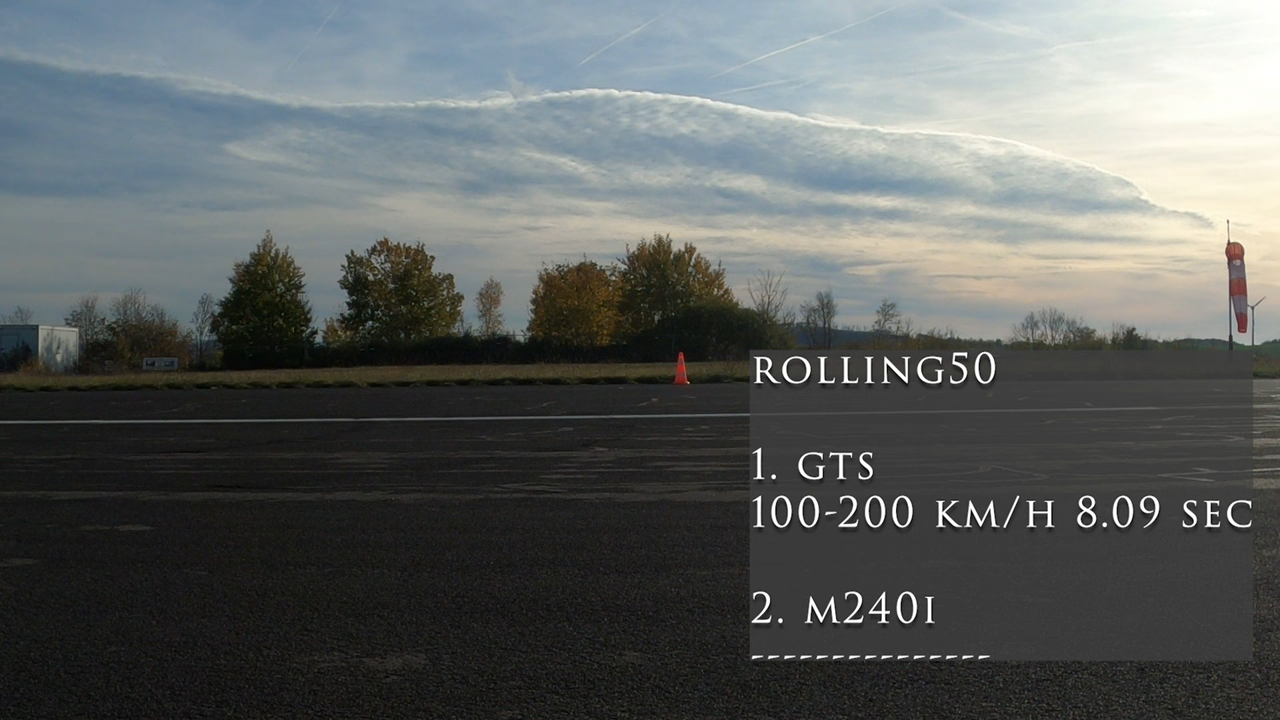 ROLLING50
1. GTS
100-200 KM/H 8.09 SEC
2. M240I
---------------